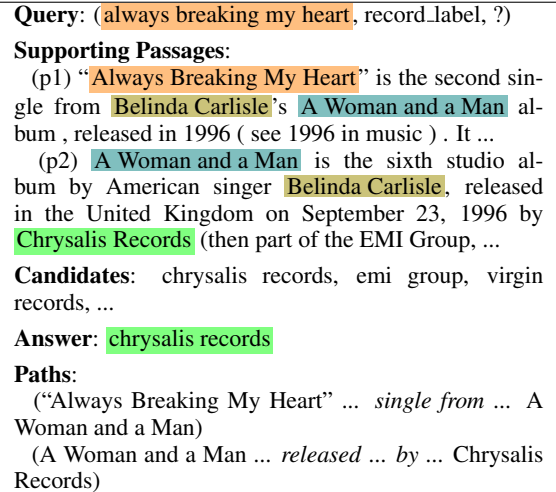 Query: (always breaking my heart, record_label, ?)
Supporting Passages:
(p1) “Always Breaking My Heart” is the second sin-
gle from Belinda Carlisle’s A Woman and a Man al-
bum , released in 1996 ( see 1996 in music ) . It ...
(p2) A Woman and a Man is the sixth studio al-
bum by American singer Belinda Carlisle, released
in the United Kingdom on September 23, 1996 by
Chrysalis Records (then part of the EMI Group, ...
Candidates: chrysalis records, emi group, virgin
records, ...
Answer: chrysalis records
Paths:
(“Always Breaking My Heart” ... single from ... A
Woman and a Man)
(A Woman and a Man ... released ... by ... Chrysalis
Records)